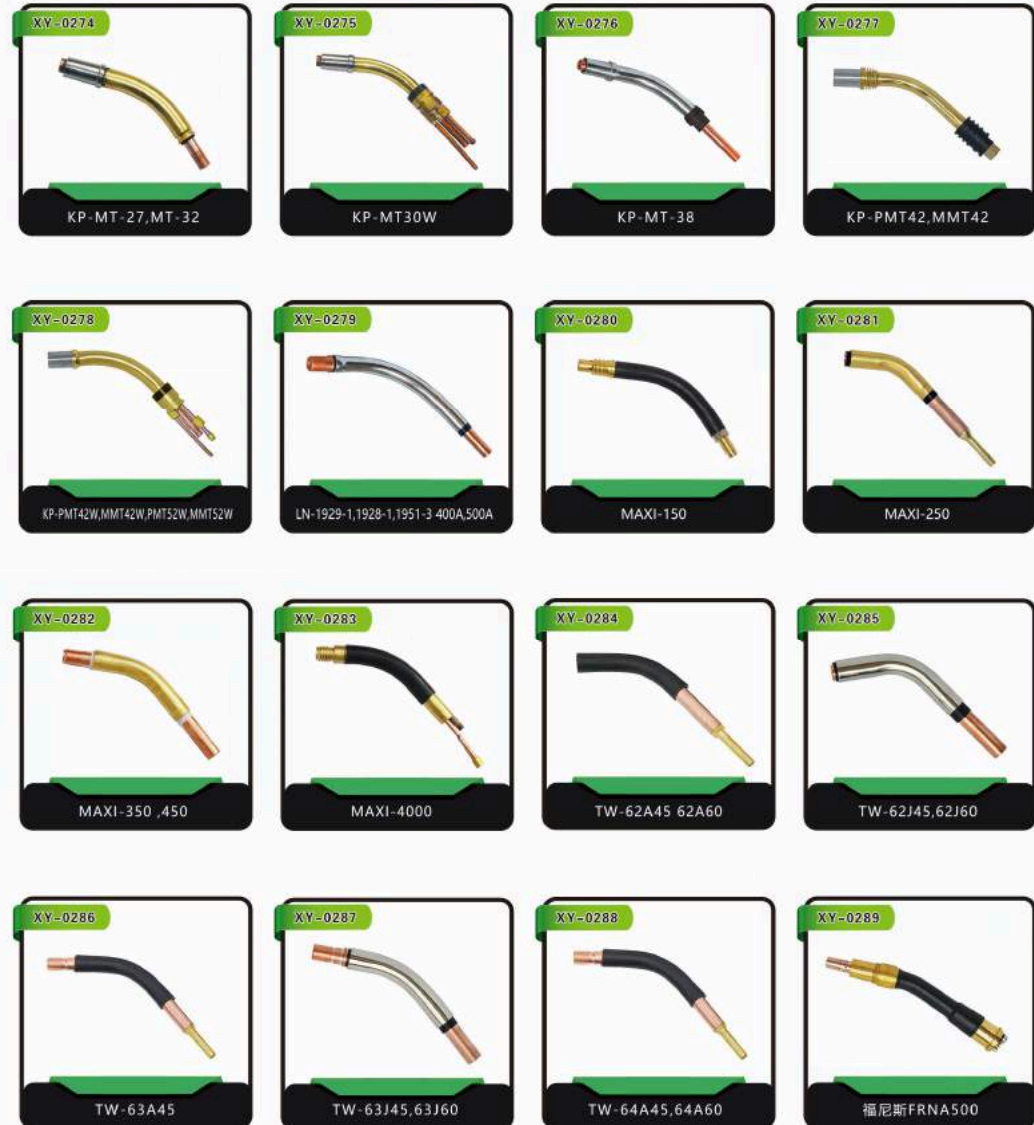 XY-0274
KP-MT-27,MT-32
XY-0275
KP-MT30W
XY-0276
KP-MT-38
XY-0277
KP-PMT42,MMT42
XY-0278
KP-PMT42W,MMT42W,PMT52W,MMT52W
XY-0279
LN-1929-1,1928-1,1951-3 400A,500A
XY-0280
MAXI-150
XY-0281
MAXI-250
XY-0282
MAXI-350 ,450
XY-0283
MAXI-4000
XY-0284
TW-62A45 62A60
XY-0285
TW-62J45,62J60
XY-0286
TW-63A45
XY-0287
TW-63J45,63J60
XY-0288
TW-64A45,64A60
XY-0289
福尼斯FRNA500